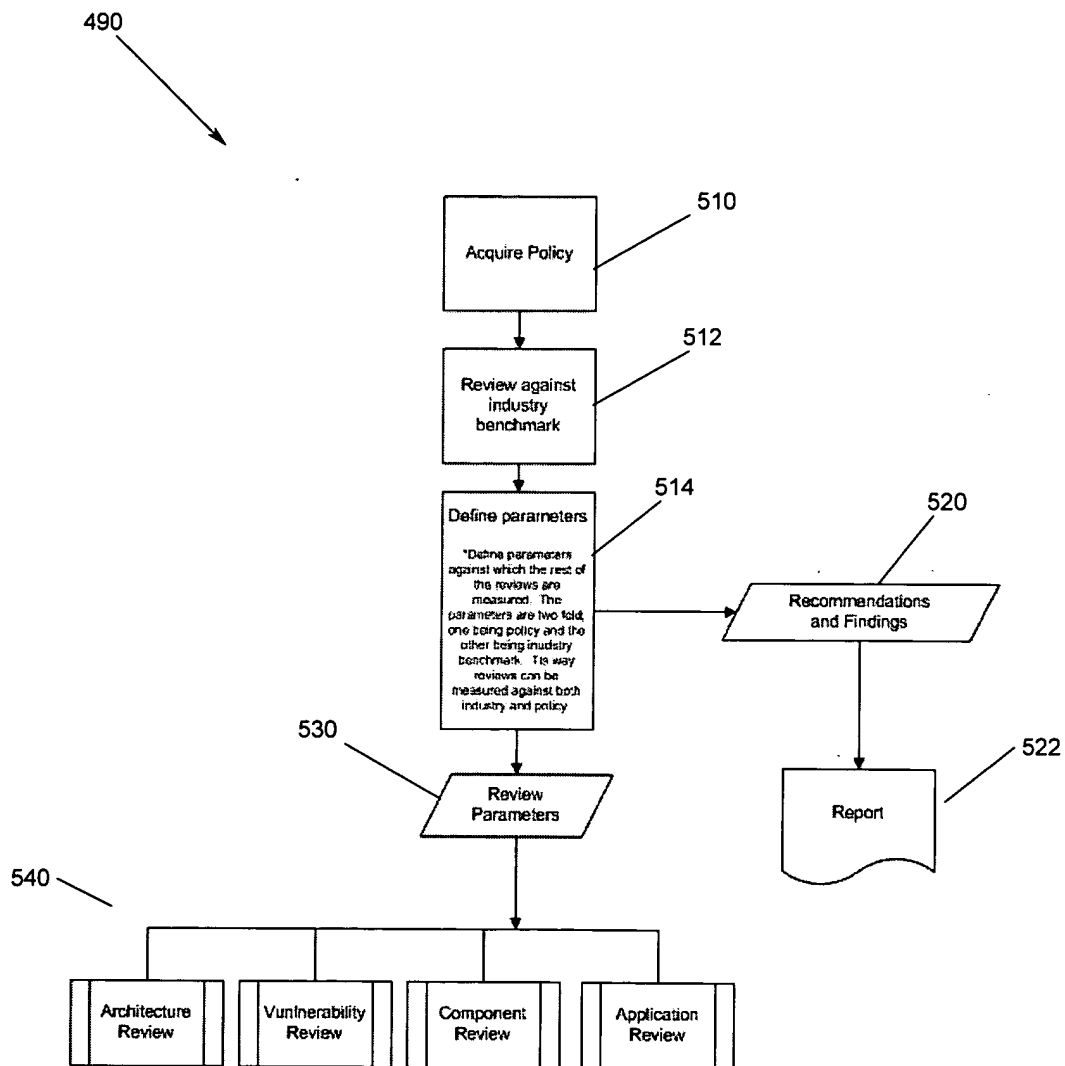 490
510
Acquire Policy
512
Review against
industry
benchmark
514
Define parameters
*Define parameters
against which the rest of
the reviews are
measured. The
parameters are two fold,
one being policy and the
other being inudstry
benchmark. Tis way
reviews can be
measured against both
industry and policy
520
Recommendations
and Findings
530
Review
Parameters
522
Report
540
Architecture
Review
Vunlnerability
Review
Component
Review
Application
Review